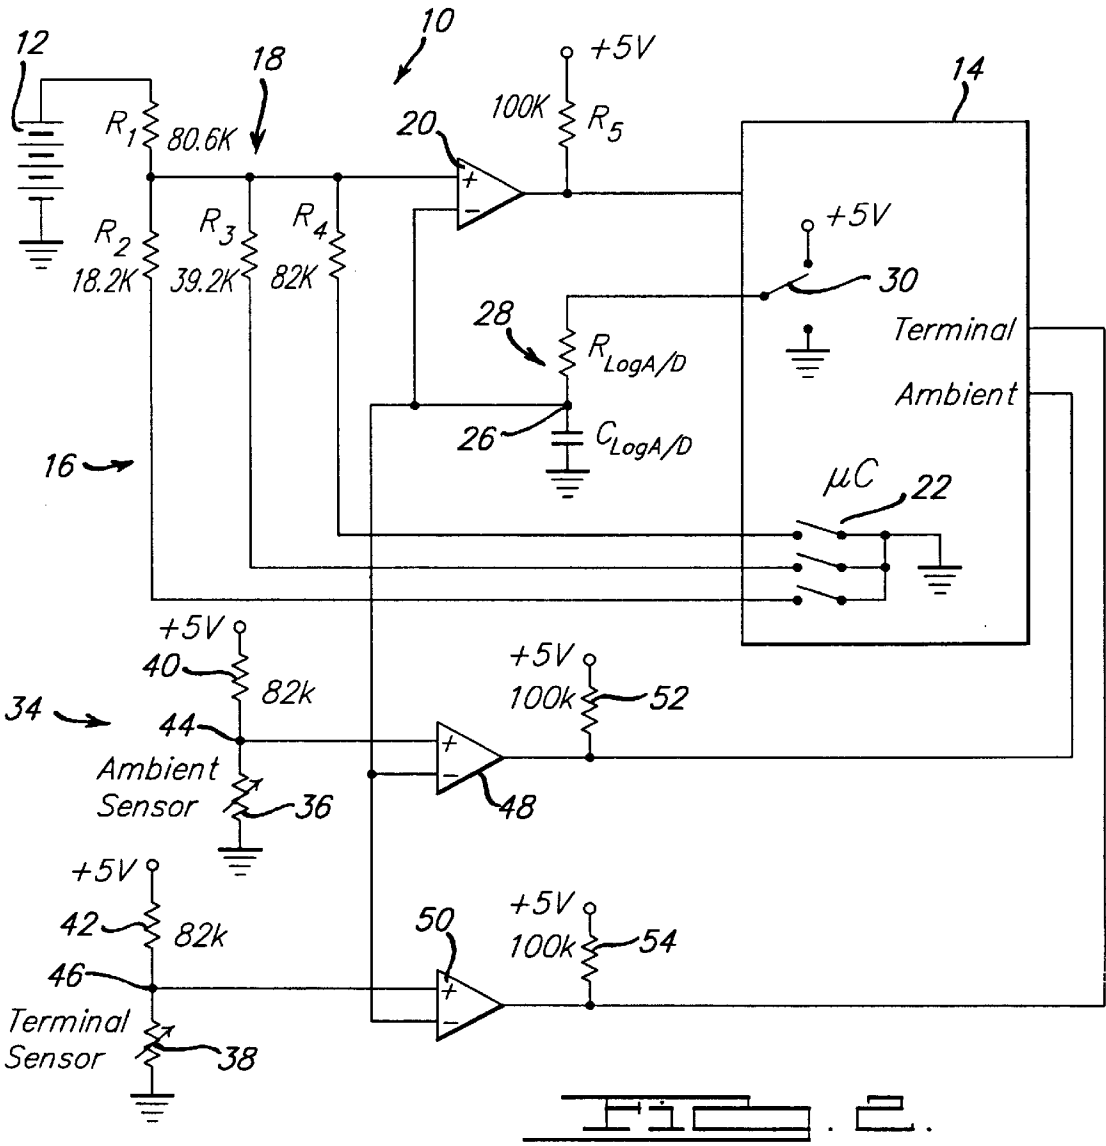 10
12
18
+5V
14
R1
80.6K
20
100K
R5
+
−
R2
18.2K
R3
39.2K
R4
82K
+5V
30
28
RLogA/D
Terminal
Ambient
26
CLogA/D
16
μC
22
+5V
40
82k
+5V
100k
52
34
44
+
−
Ambient
Sensor
36
48
+5V
42
82k
50
+5V
100k
54
46
+
−
Terminal
Sensor
38